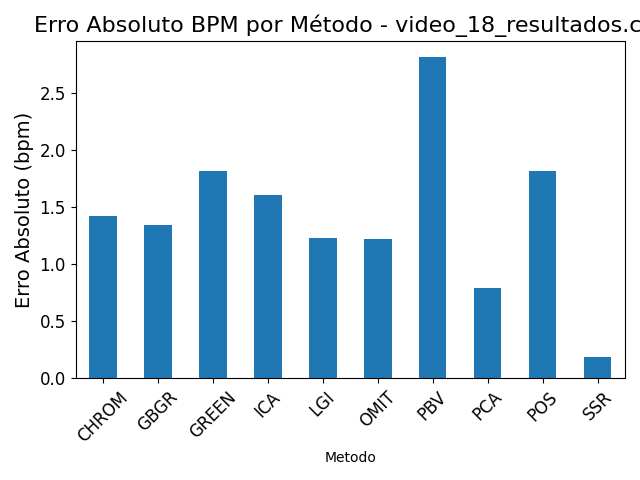 Erro Absoluto BPM por Método - video_18_resultados.c
Erro Absoluto (bpm)
2.5
2.0
1.5
1.0
0.5
0.0
CHROM GBGR GREEN ICA LGI OMIT PBV PCA POS SSR
Metodo